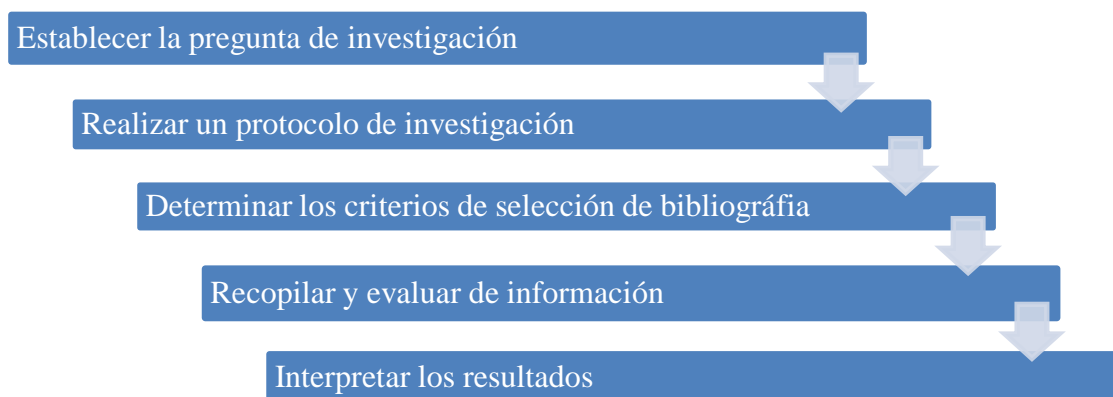 Establecer la pregunta de investigación
Realizar un protocolo de investigación
Determinar los criterios de selección de bibliográfia
Recopilar y evaluar de información
Interpretar los resultados